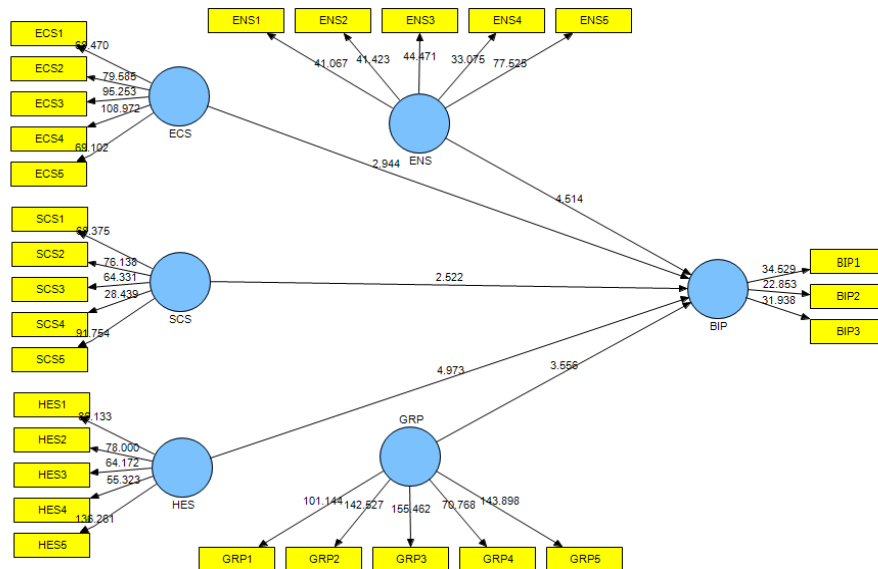 ENS1
ENS2
ENS3
ENS4
ENS5
41.067
41.423
44.471
33.075
77.525
ENS
ECS1
ECS2
ECS3
ECS4
ECS5
79.585
95.253
108.972
69.102
ECS
2.944
4.514
SCS1
SCS2
SCS3
SCS4
SCS5
76.138
64.331
28.439
91.754
SCS
2.522
BIP
34.529
22.853
31.938
BIP1
BIP2
BIP3
HES1
HES2
HES3
HES4
HES5
78.000
64.172
55.323
136.281
HES
4.973
3.556
GRP
101.144
142.527
155.462
70.768
143.898
GRP1
GRP2
GRP3
GRP4
GRP5